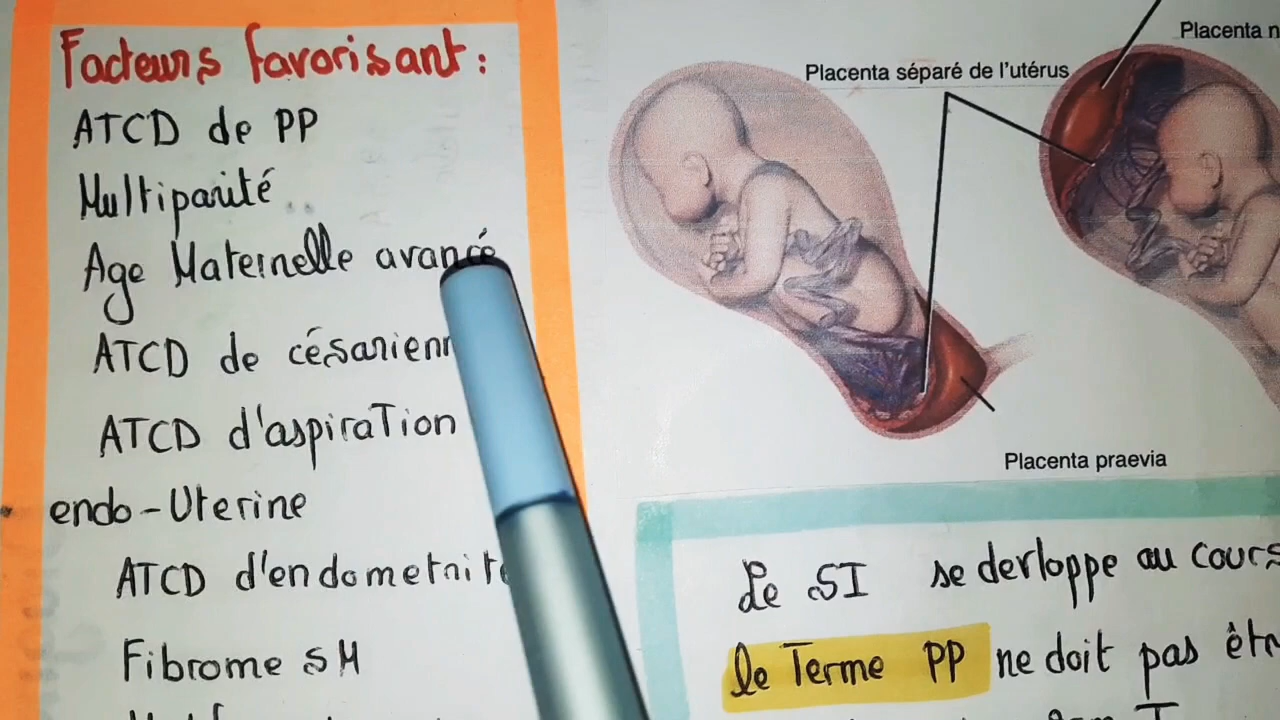 Facteurs favorisant :
ATCD de PP
Multiparité
Age Maternelle avancé
ATCD de césarienn
ATCD d'aspiration
endo-Uterine
ATCD d'endometrite
Fibrome SM
Placenta séparé de l'utérus
Placenta n
Placenta praevia
Le SI se derloppe au cours
le Terme PP ne doit pas êtr